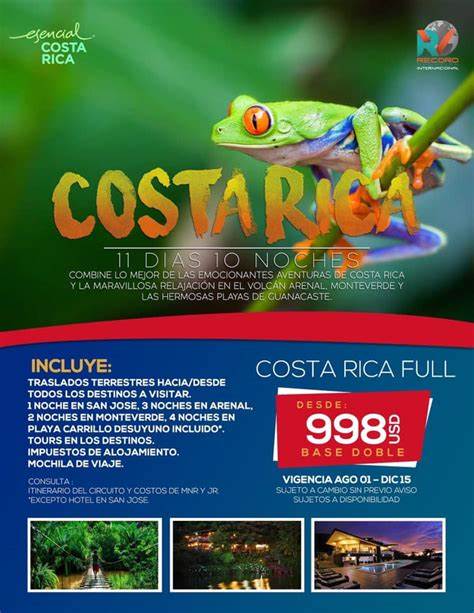 esencial
COSTA
RICA
RECORD
INTERNACIONAL
COSTA RICA
11 DIAS 10 NOCHES
COMBINE LO MEJOR DE LAS EMOCIONANTES AVENTURAS DE COSTA RICA
Y LA MARAVILLOSA RELAJACIÓN EN EL VOLCÁN ARENAL, MONTEVERDE Y
LAS HERMOSAS PLAYAS DE GUANACASTE.
INCLUYE:
TRASLADOS TERRESTRES HACIA/DESDE
TODOS LOS DESTINOS A VISITAR.
1 NOCHE EN SAN JOSE, 3 NOCHES EN ARENAL,
2 NOCHES EN MONTEVERDE, 4 NOCHES EN
PLAYA CARRILLO DESUYUNO INCLUIDO*.
TOURS EN LOS DESTINOS.
IMPUESTOS DE ALOJAMIENTO.
MOCHILA DE VIAJE.
CONSULTA :
ITINERARIO DEL CIRCUITO Y COSTOS DE MNR Y JR.
*EXCEPTO HOTEL EN SAN JOSE.
COSTA RICA FULL
DESDE:
998 USD
BASE DOBLE
VIGENCIA AGO 01 – DIC 15
SUJETO A CAMBIO SIN PREVIO AVISO
SUJETOS A DISPONIBILIDAD